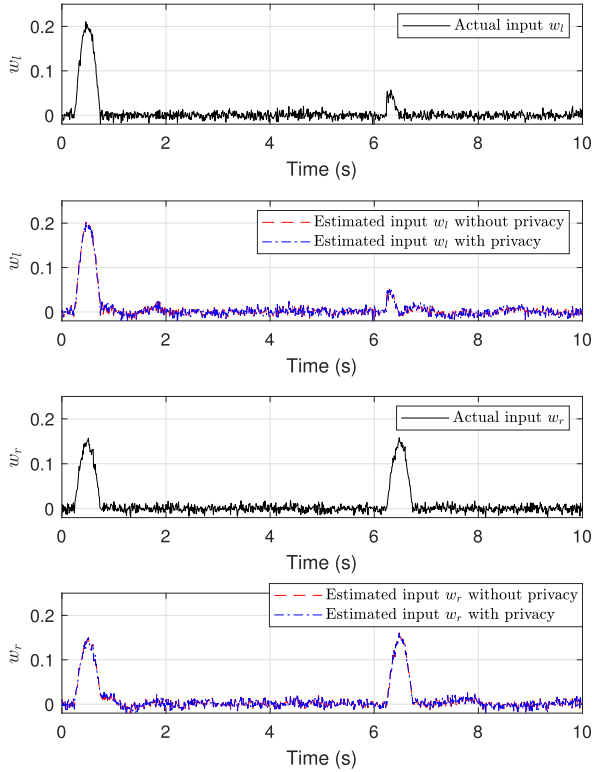 Actual input w_l
w_l
0.2
0.1
0
0 2 4 6 8 10
Time (s)
Estimated input w_l without privacy
Estimated input w_l with privacy
w_l
0.2
0.1
0
0 2 4 6 8 10
Time (s)
Actual input w_r
w_r
0.2
0.1
0
0 2 4 6 8 10
Time (s)
Estimated input w_r without privacy
Estimated input w_r with privacy
w_r
0.2
0.1
0
0 2 4 6 8 10
Time (s)